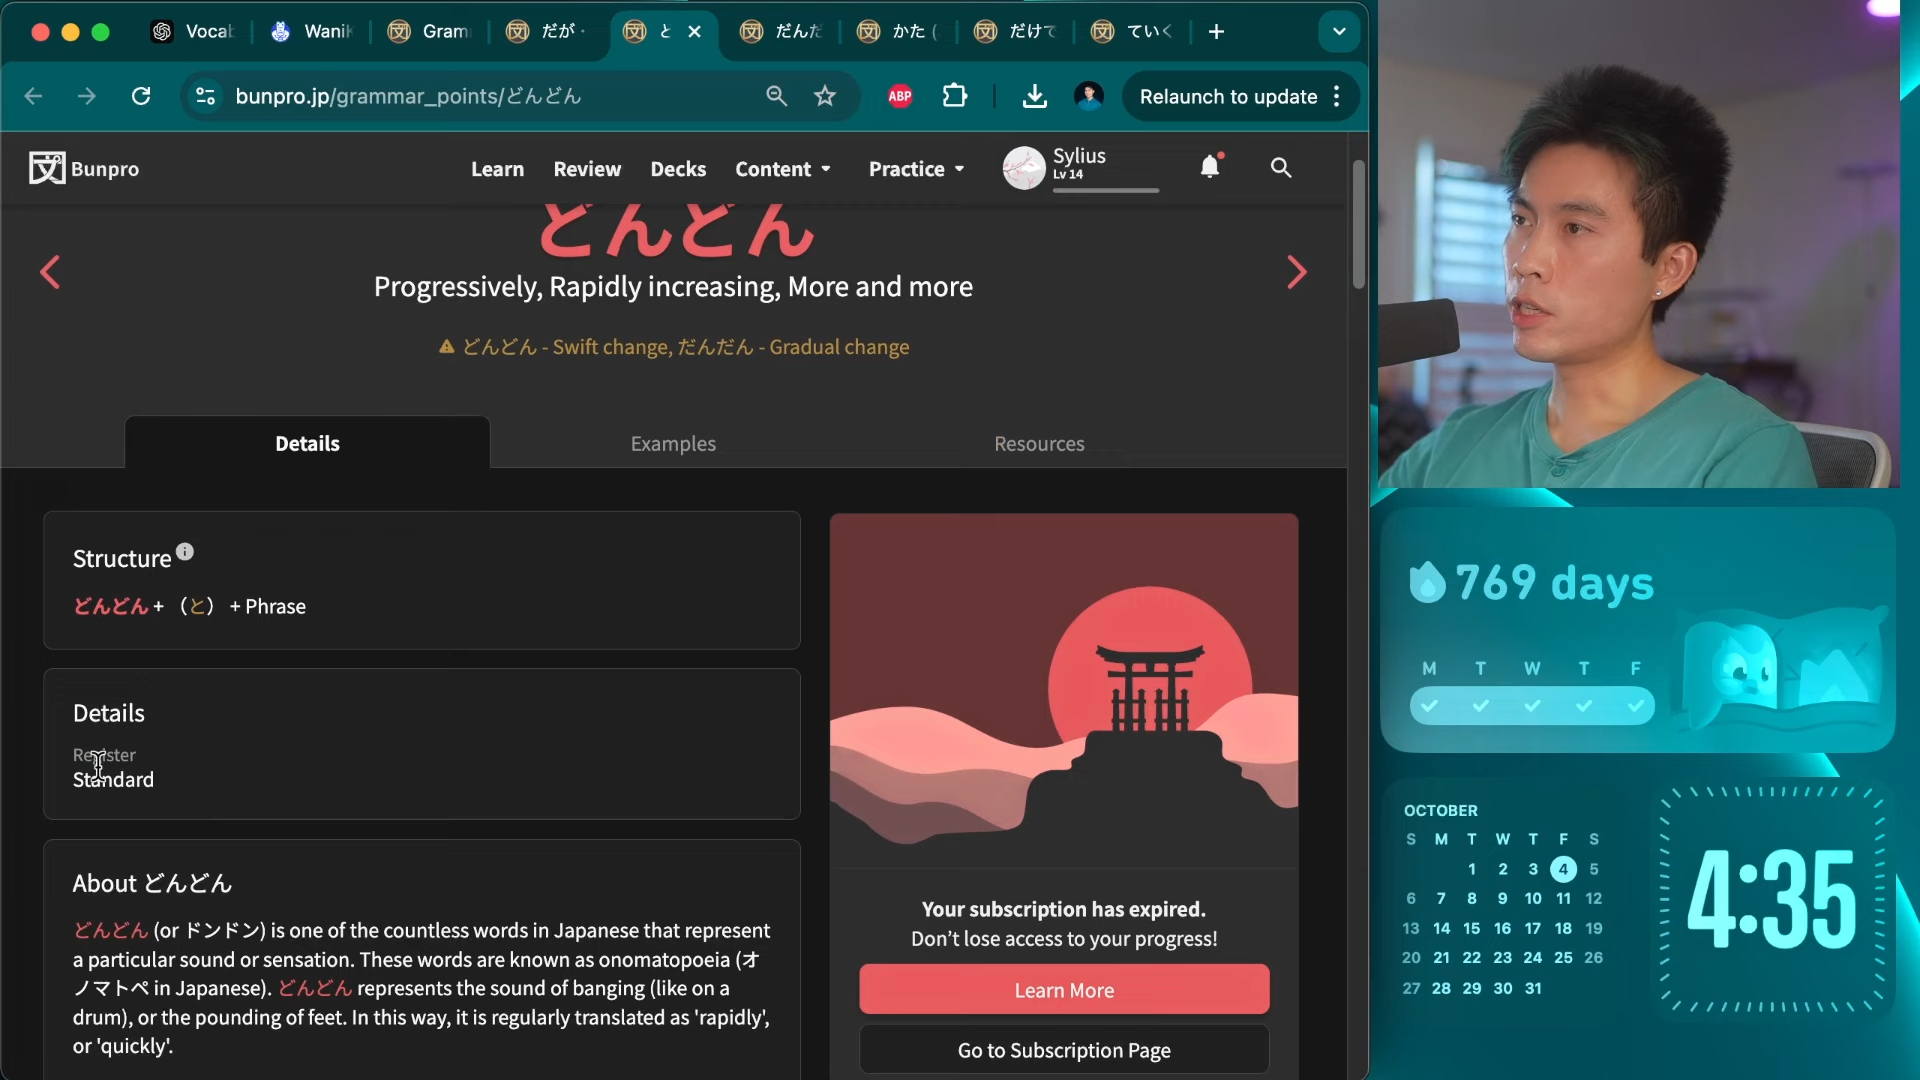 Vocab
WaniK
Gram
だが
と
だんだ
かた (
だけで
ていく
bunpro.jp/grammar_points/どんどん
ABP
Relaunch to update
文 Bunpro
Learn
Review
Decks
Content
Practice
Sylius
Lv 14
どんどん
Progressively, Rapidly increasing, More and more
どんどん - Swift change, だんだん - Gradual change
Details
Examples
Resources
Structure
どんどん + （と） + Phrase
Details
Register
Standard
About どんどん
どんどん (or ドンドン) is one of the countless words in Japanese that represent
a particular sound or sensation. These words are known as onomatopoeia (オ
ノマトペ in Japanese). どんどん represents the sound of banging (like on a
drum), or the pounding of feet. In this way, it is regularly translated as 'rapidly',
or 'quickly'.
Your subscription has expired.
Don't lose access to your progress!
Learn More
Go to Subscription Page
769 days
M T W T F
OCTOBER
S M T W T F S
1 2 3 4 5
6 7 8 9 10 11 12
13 14 15 16 17 18 19
20 21 22 23 24 25 26
27 28 29 30 31
4:35